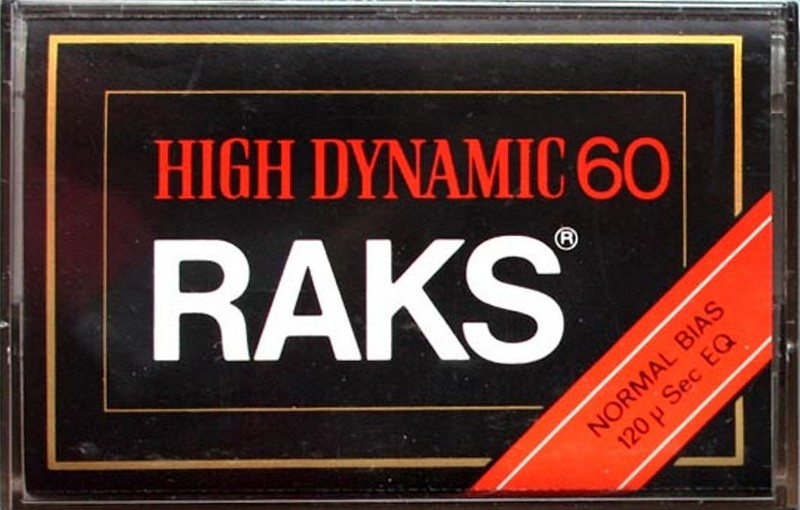 HIGH DYNAMIC 60
RAKS®
NORMAL BIAS
120 µ Sec EQ